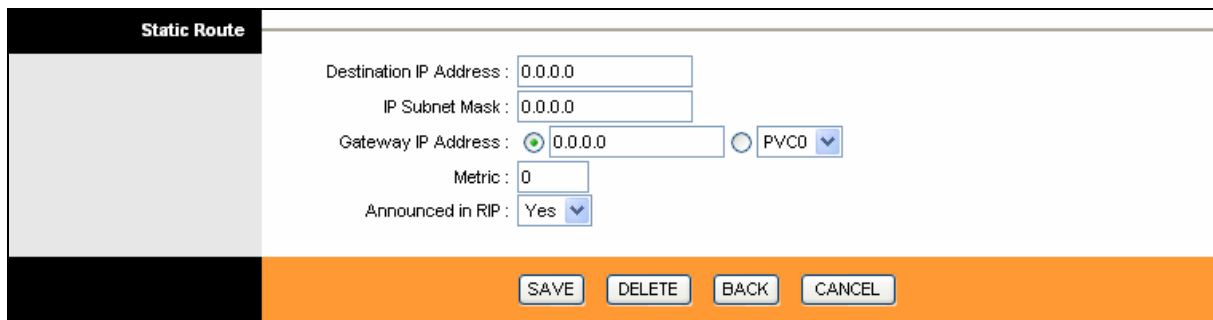 Static Route
Destination IP Address : 0.0.0.0
IP Subnet Mask : 0.0.0.0
Gateway IP Address : 0.0.0.0 PVC0
Metric : 0
Announced in RIP : Yes
SAVE DELETE BACK CANCEL